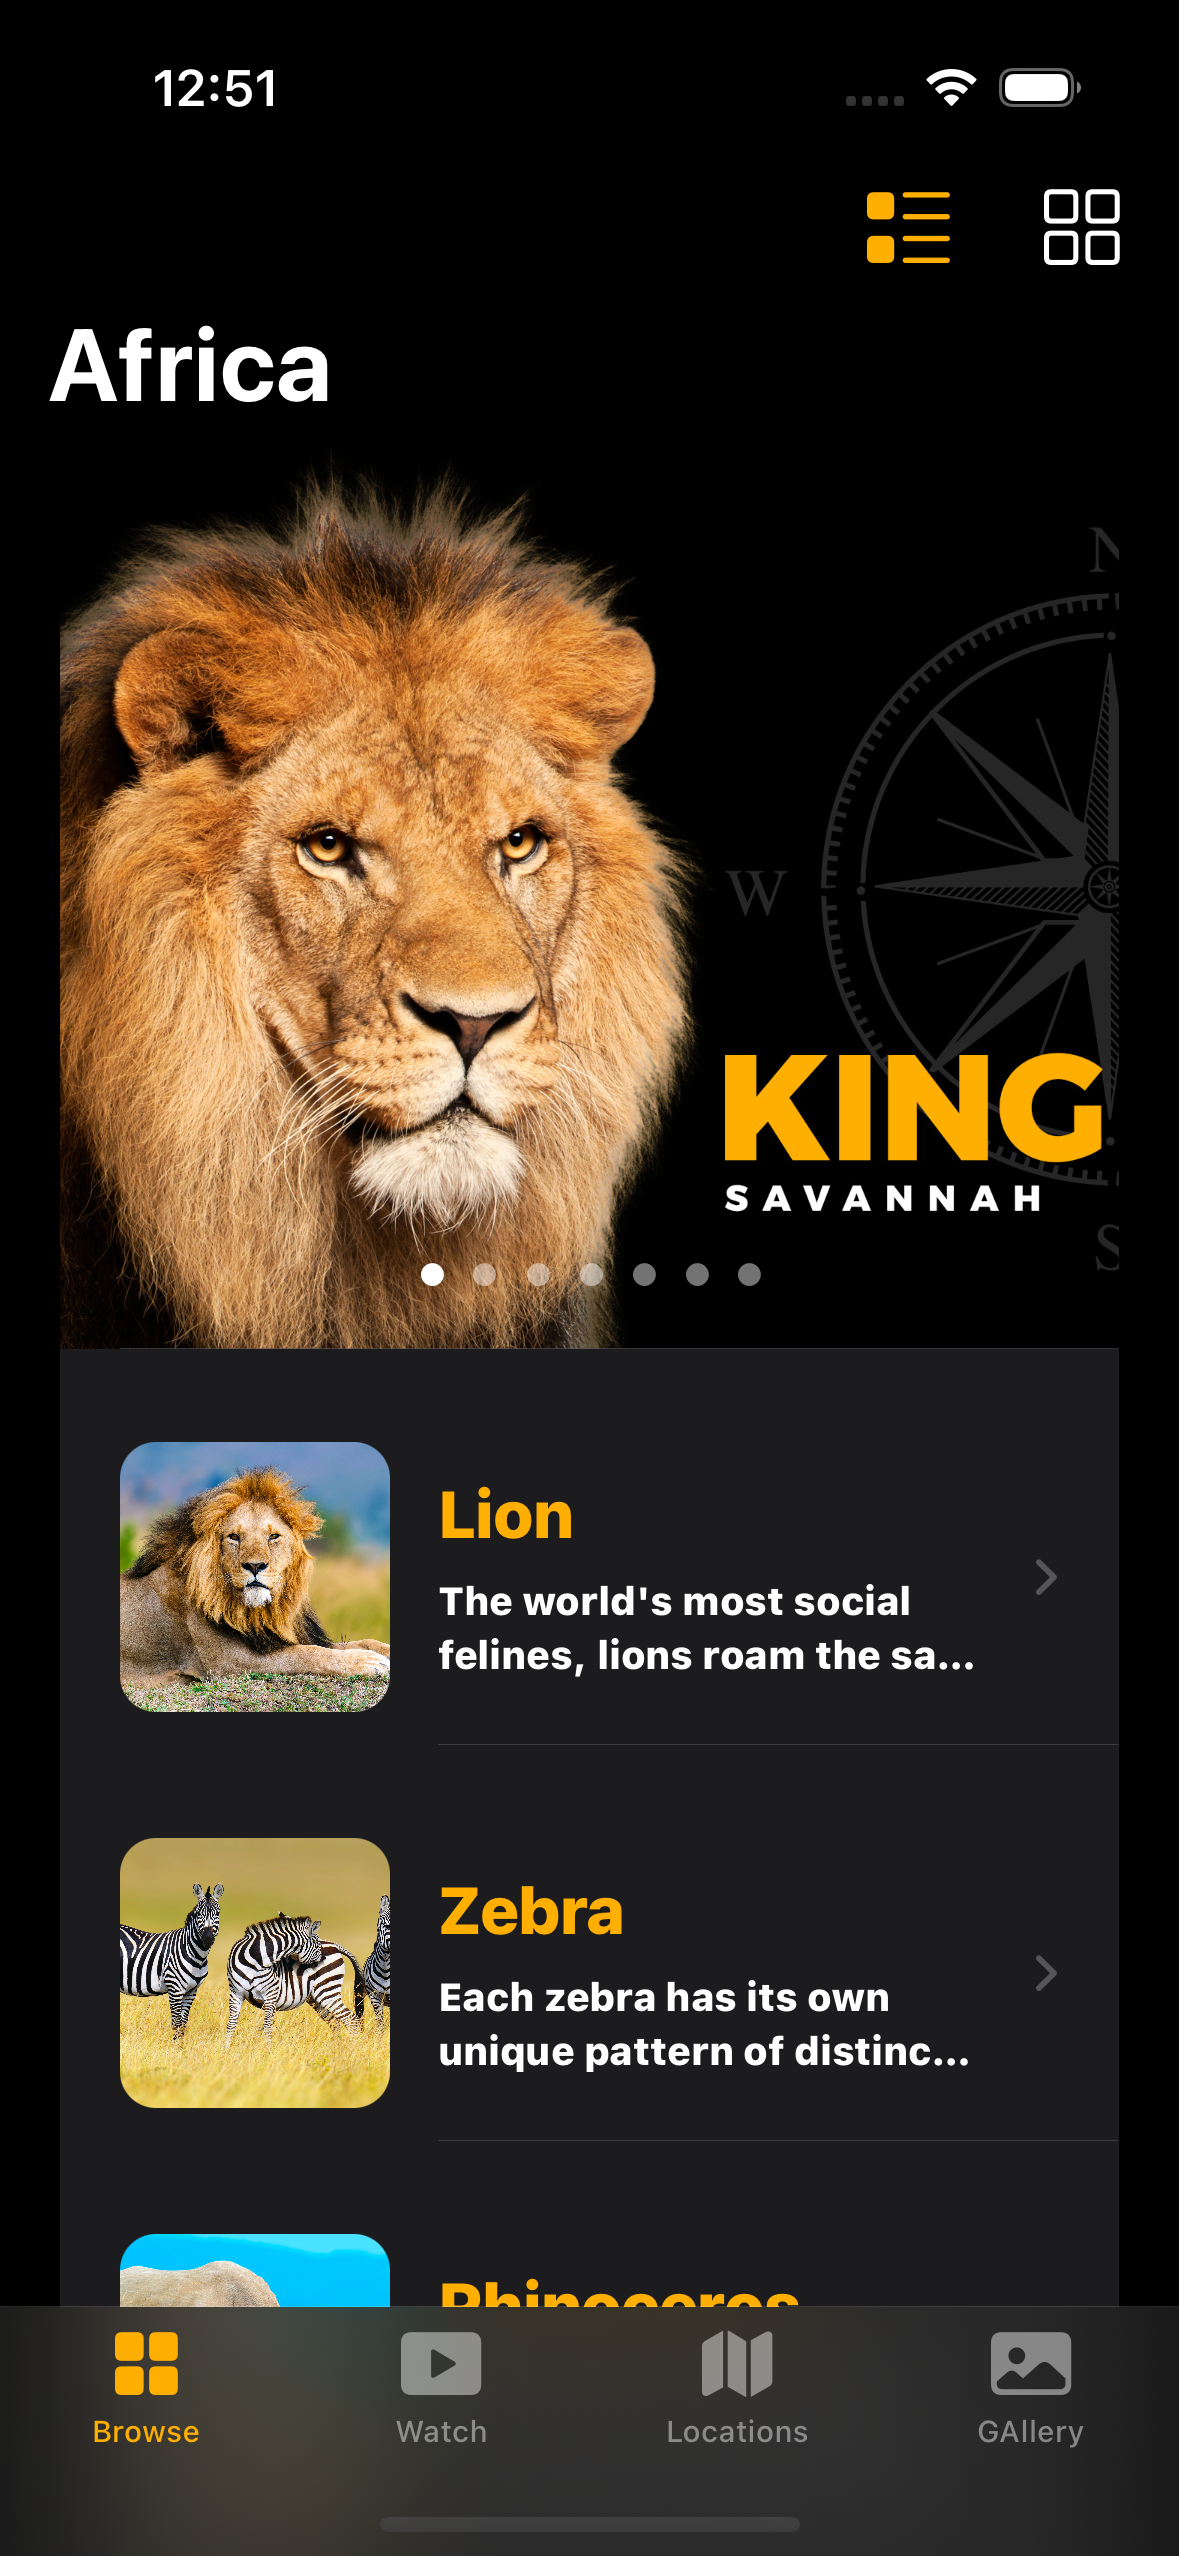 12:51
Africa
N
W
KING
SAVANNAH
S
Lion
The world's most social
felines, lions roam the sa...
Zebra
Each zebra has its own
unique pattern of distinc...
Rhinoceros
Browse
Watch
Locations
GAllery